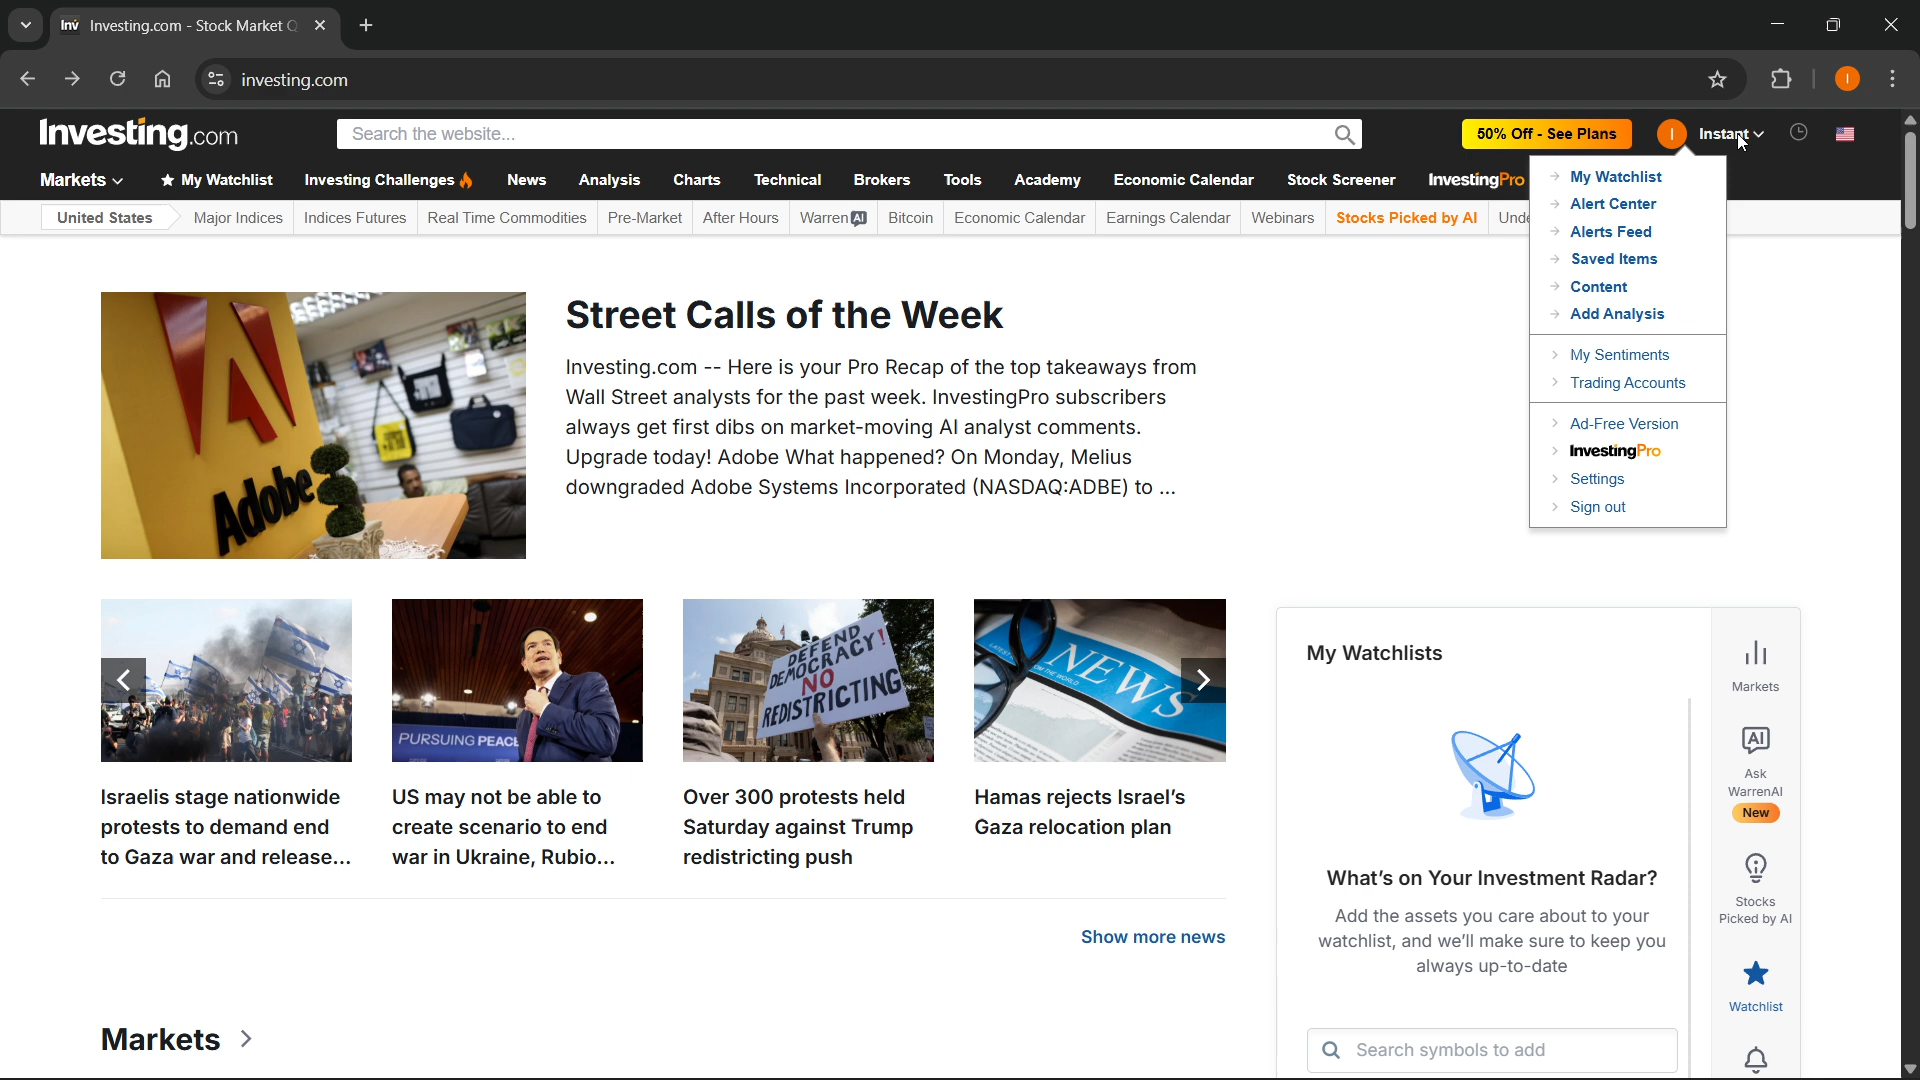 Inv Investing.com - Stock Market Q
investing.com
I
Investing.com
Search the website...
50% Off - See Plans
I
Instant
Markets
My Watchlist
Investing Challenges
News
Analysis
Charts
Technical
Brokers
Tools
Academy
Economic Calendar
Stock Screener
InvestingPro
United States
Major Indices
Indices Futures
Real Time Commodities
Pre-Market
After Hours
Warren AI
Bitcoin
Economic Calendar
Earnings Calendar
Webinars
Stocks Picked by AI
Unde
My Watchlist
Alert Center
Alerts Feed
Saved Items
Content
Add Analysis
My Sentiments
Trading Accounts
Ad-Free Version
InvestingPro
Settings
Sign out
Adobe
Street Calls of the Week
Investing.com -- Here is your Pro Recap of the top takeaways from
Wall Street analysts for the past week. InvestingPro subscribers
always get first dibs on market-moving AI analyst comments.
Upgrade today! Adobe What happened? On Monday, Melius
downgraded Adobe Systems Incorporated (NASDAQ:ADBE) to ...
PURSUING PEACE
DEFEND
DEMOCRACY!
NO
REDISTRICTING
NEWS
Israelis stage nationwide
protests to demand end
to Gaza war and release...
US may not be able to
create scenario to end
war in Ukraine, Rubio...
Over 300 protests held
Saturday against Trump
redistricting push
Hamas rejects Israel's
Gaza relocation plan
Show more news
Markets
My Watchlists
What's on Your Investment Radar?
Add the assets you care about to your
watchlist, and we'll make sure to keep you
always up-to-date
Search symbols to add
Markets
AI
Ask
WarrenAI
New
Stocks
Picked by AI
Watchlist